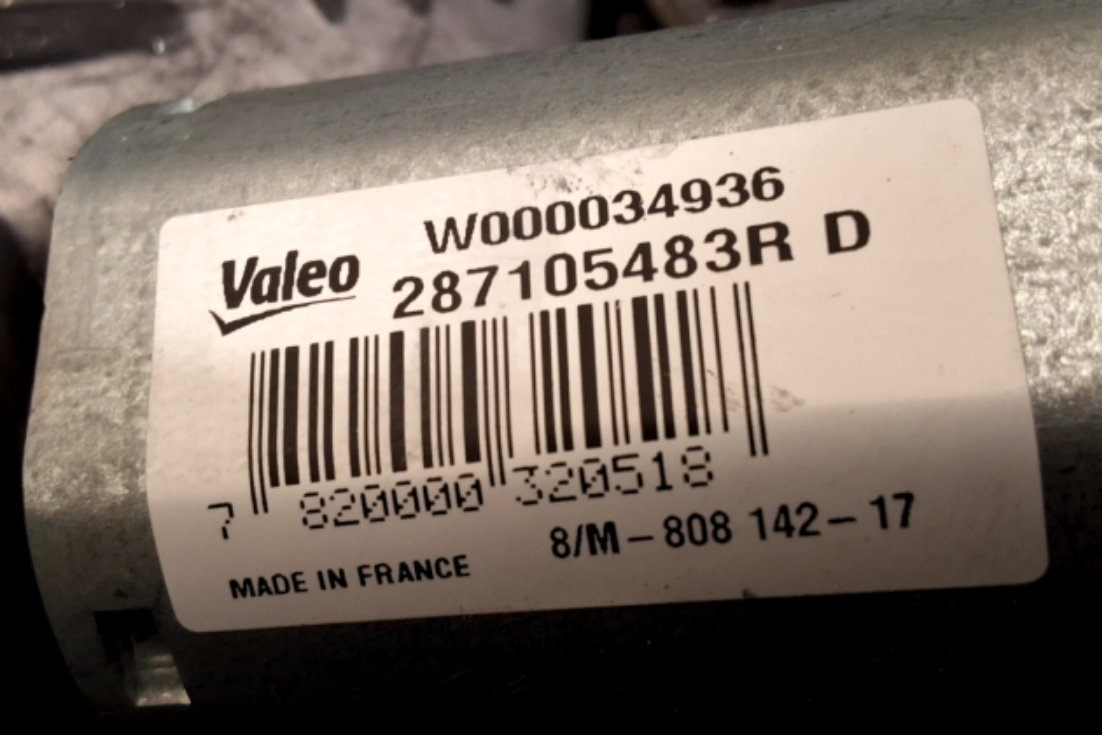 W000034936
Valeo 287105483R D
7 820000 320518
8/M-808 142-17
MADE IN FRANCE